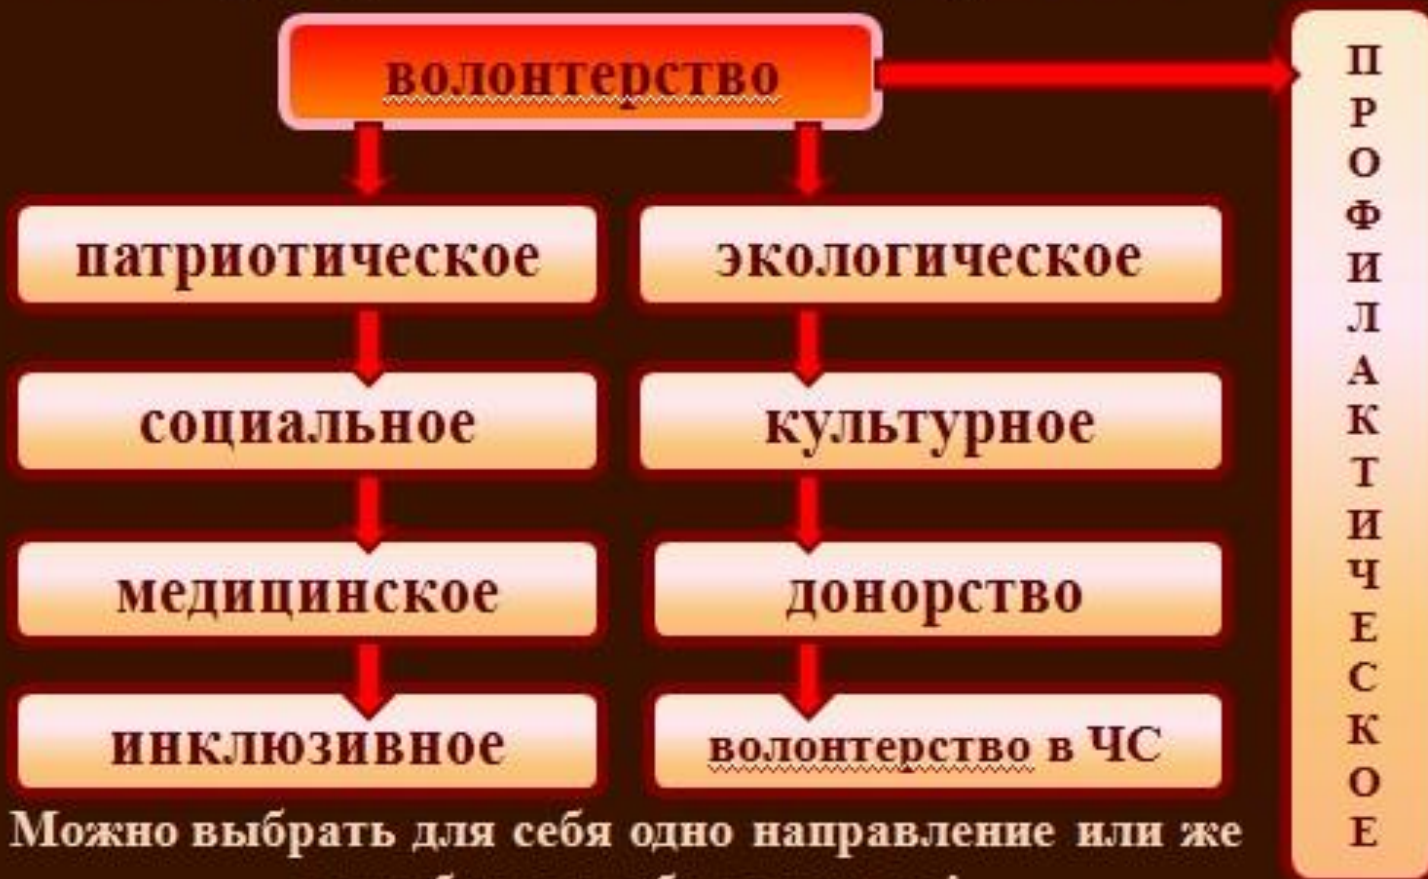 волонтерство
патриотическое
экологическое
социальное
культурное
медицинское
донорство
инклюзивное
волонтерство в ЧС
ПРОФИЛАКТИЧЕСКОЕ
Можно выбрать для себя одно направление или же